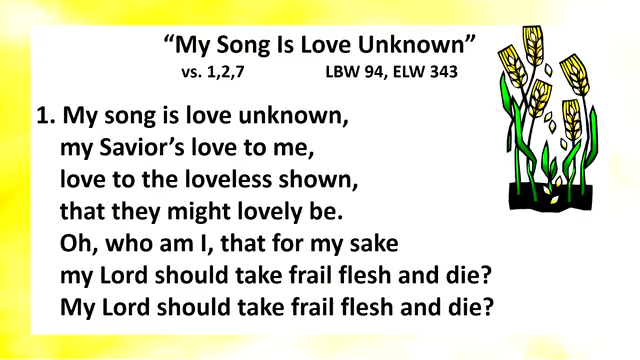 “My Song Is Love Unknown”
vs. 1,2,7 LBW 94, ELW 343
1. My song is love unknown,
my Savior’s love to me,
love to the loveless shown,
that they might lovely be.
Oh, who am I, that for my sake
my Lord should take frail flesh and die?
My Lord should take frail flesh and die?